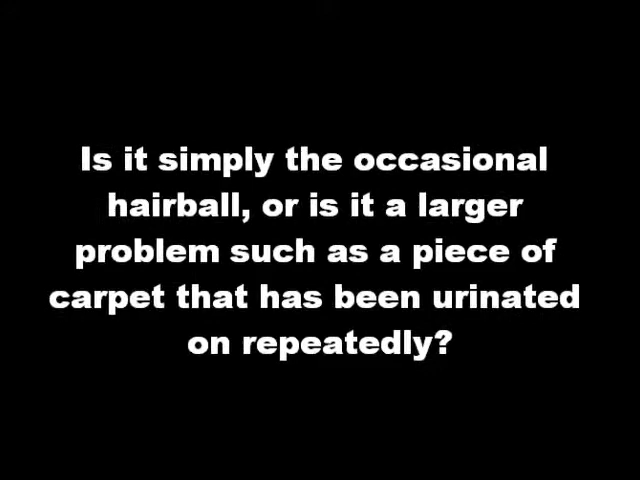 Is it simply the occasional
hairball, or is it a larger
problem such as a piece of
carpet that has been urinated
on repeatedly?